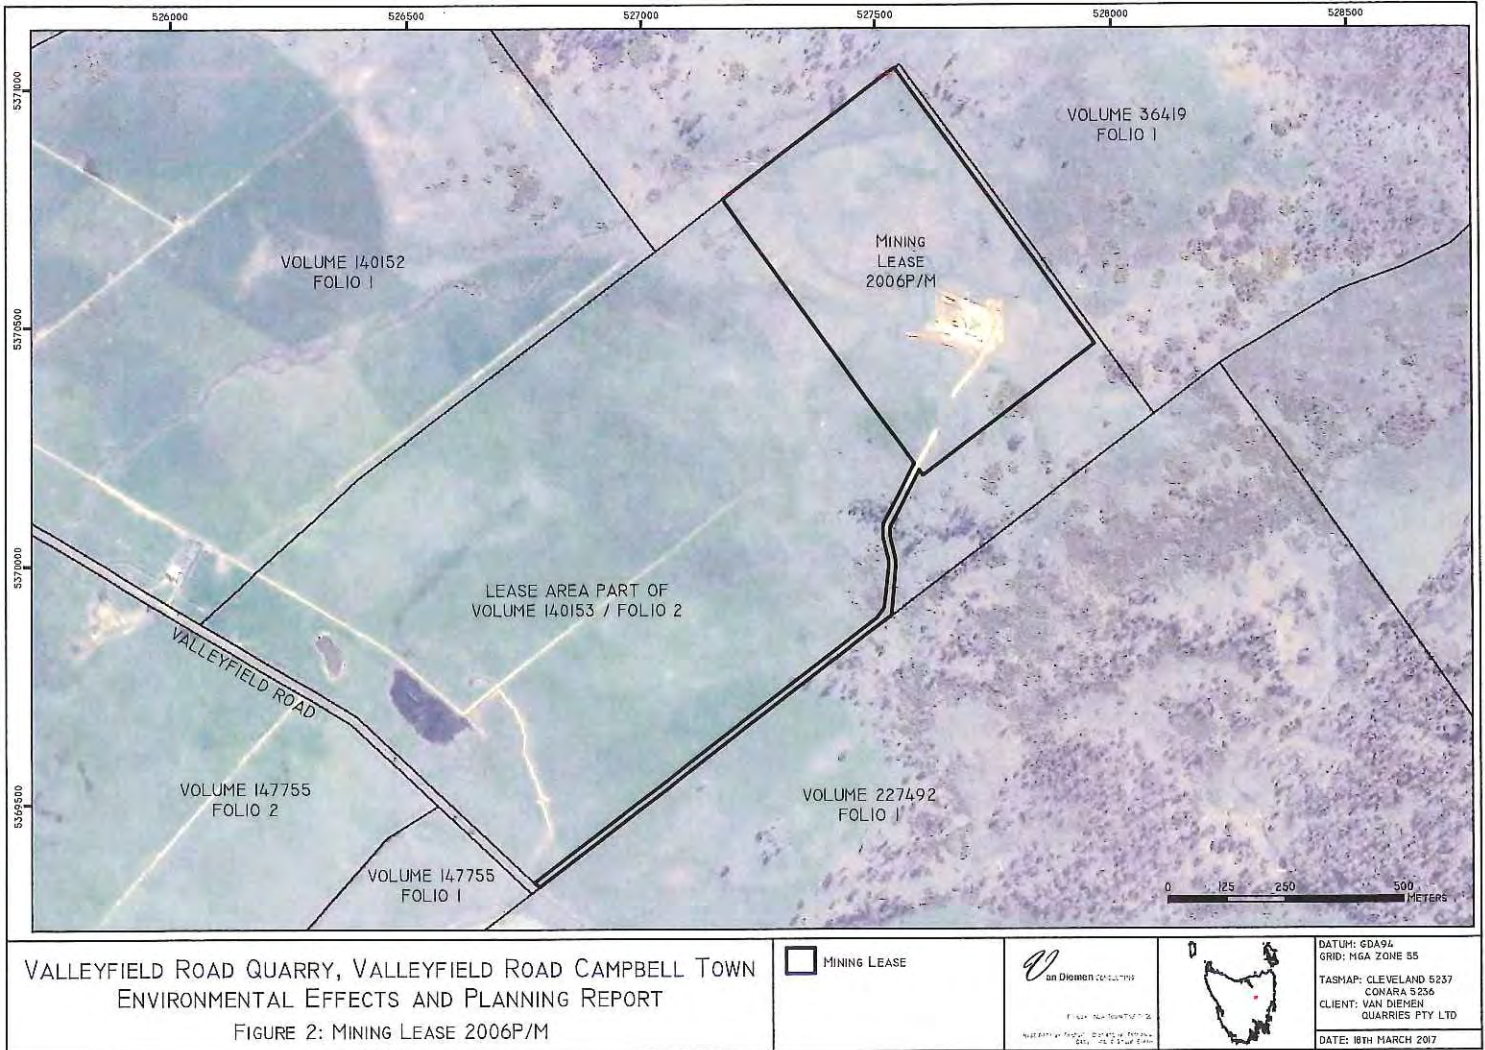 526000
526500
527000
527500
528000
528500
5371000
5370500
5370000
5369500
VOLUME 36419
FOLIO 1
VOLUME 140152
FOLIO 1
MINING
LEASE
2006P/M
LEASE AREA PART OF
VOLUME 140153 / FOLIO 2
VALLEYFIELD ROAD
VOLUME 147755
FOLIO 2
VOLUME 147755
FOLIO 1
VOLUME 227492
FOLIO 1
0 125 250 500
METERS
VALLEYFIELD ROAD QUARRY, VALLEYFIELD ROAD CAMPBELL TOWN
ENVIRONMENTAL EFFECTS AND PLANNING REPORT
FIGURE 2: MINING LEASE 2006P/M
MINING LEASE
Van Diemen CONSULTING
DATUM: GDA94
GRID: MGA ZONE 55
TASMAP: CLEVELAND 5237
CONARA 5236
CLIENT: VAN DIEMEN
QUARRIES PTY LTD
DATE: 18TH MARCH 2017